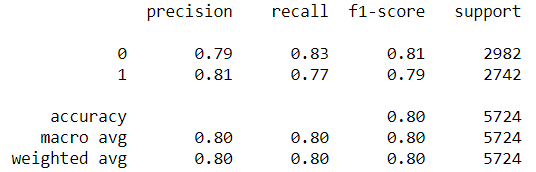 precision recall f1-score support
0 0.79 0.83 0.81 2982
1 0.81 0.77 0.79 2742
accuracy 0.80 5724
macro avg 0.80 0.80 0.80 5724
weighted avg 0.80 0.80 0.80 5724